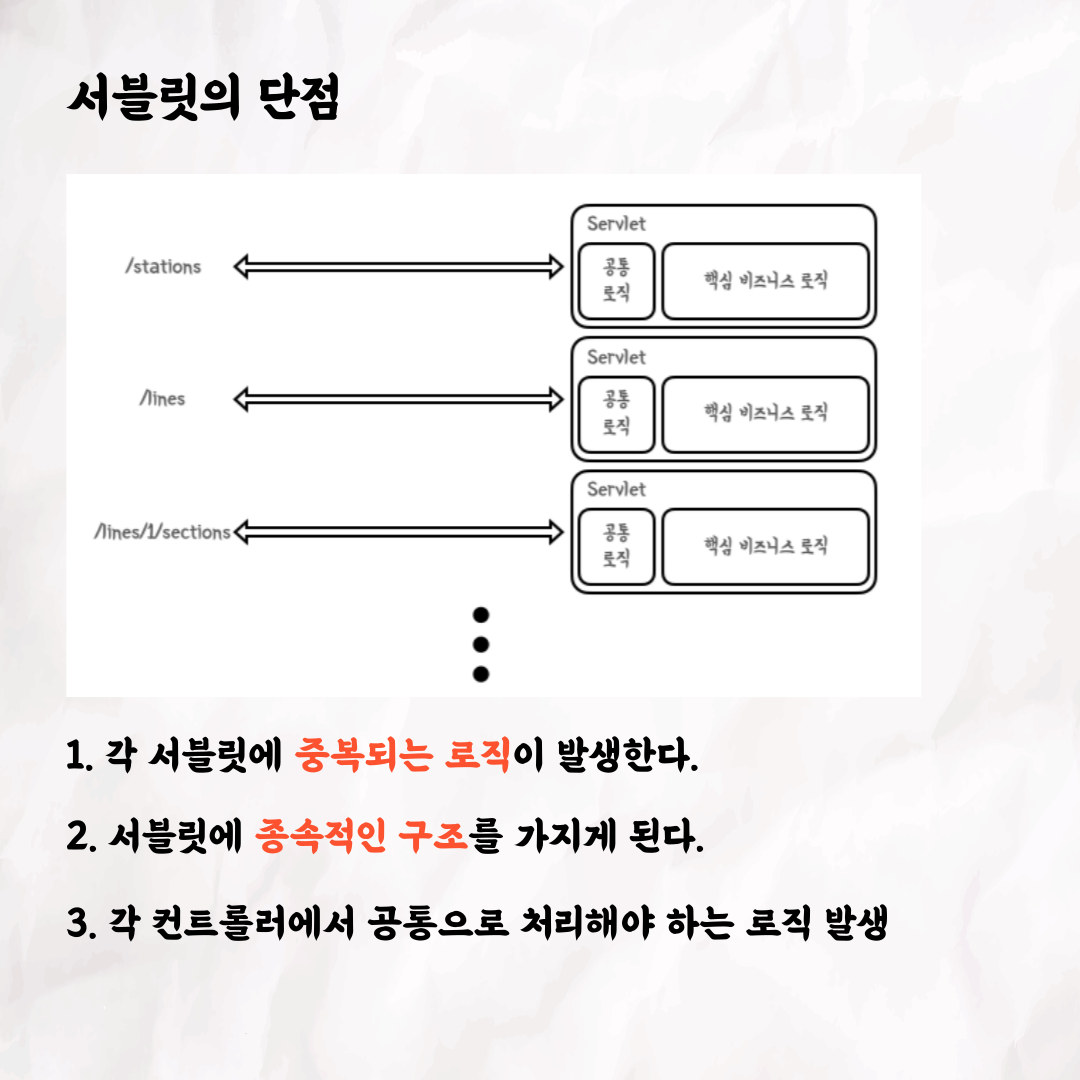 서블릿의 단점
/stations
Servlet
공통
로직
핵심 비즈니스 로직
/lines
Servlet
공통
로직
핵심 비즈니스 로직
/lines/1/sections
Servlet
공통
로직
핵심 비즈니스 로직
1. 각 서블릿에 중복되는 로직이 발생한다.
2. 서블릿에 종속적인 구조를 가지게 된다.
3. 각 컨트롤러에서 공통으로 처리해야 하는 로직 발생